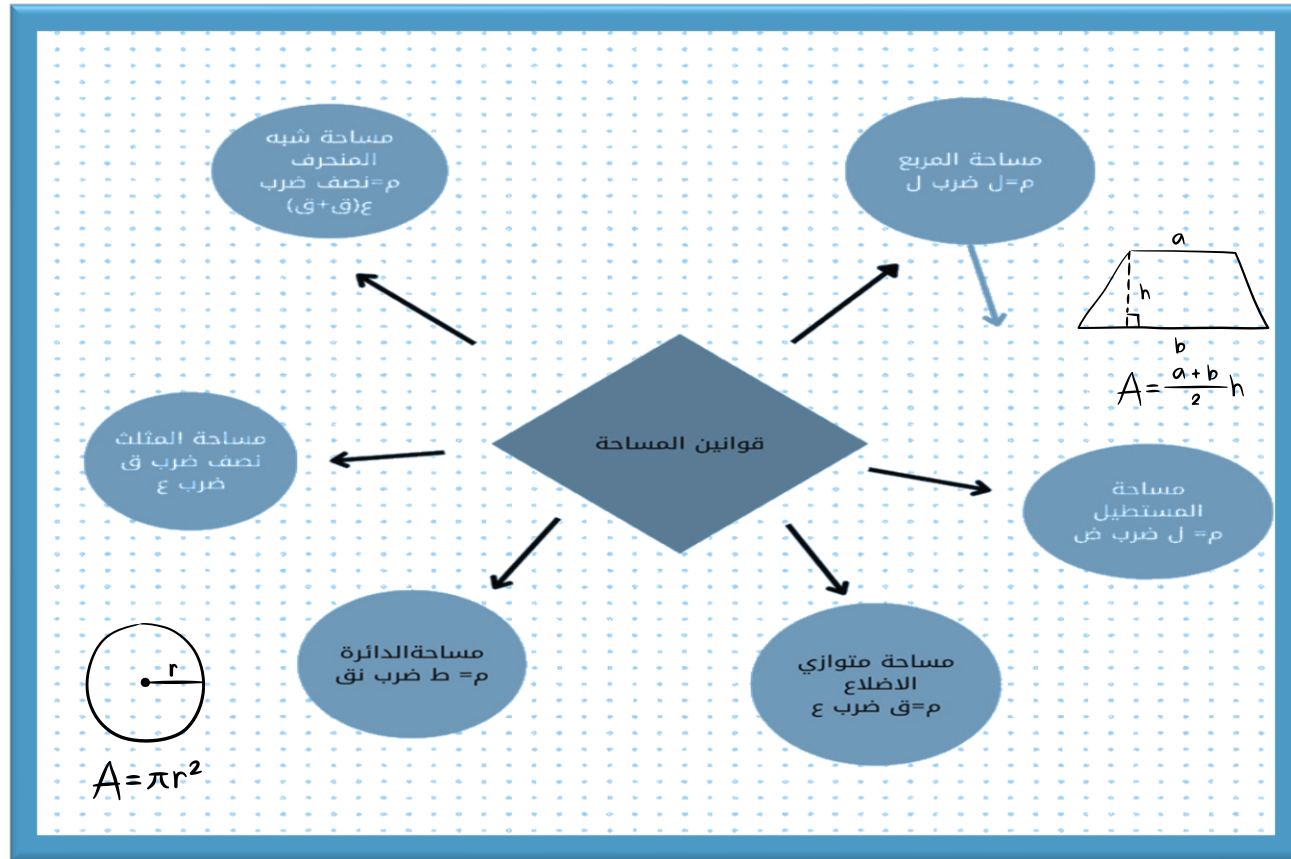 قوانين المساحة
مساحة المربع
م=ل ضرب ل
مساحة
المستطيل
م= ل ضرب ض
مساحة متوازي
الاضلاع
م=ق ضرب ع
مساحةالدائرة
م= ط ضرب نق
مساحة المثلث
نصف ضرب ق
ضرب ع
مساحة شبه
المنحرف
م=نصف ضرب
ع(ق+ق)
a
h
b
A = \frac{a+b}{2} h
r
A = πr²